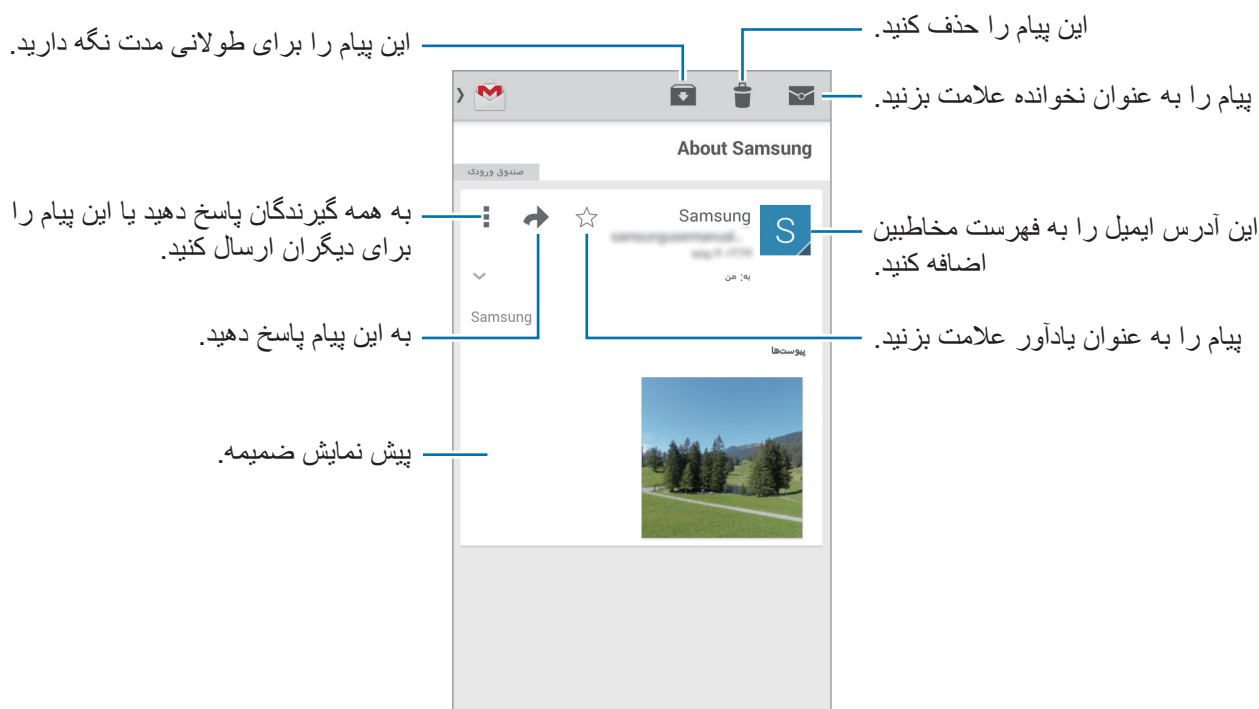 این پیام را حذف کنید.
این پیام را برای طولانی مدت نگه دارید.
پیام را به عنوان نخوانده علامت بزنید.
About Samsung
صندوق ورودی
به همه گیرندگان پاسخ دهید یا این پیام را
برای دیگران ارسال کنید.
Samsung
S
این آدرس ایمیل را به فهرست مخاطبین
اضافه کنید.
به: من
Samsung
به این پیام پاسخ دهید.
پیام را به عنوان یادآور علامت بزنید.
پیوست‌ها
پیش نمایش ضمیمه.